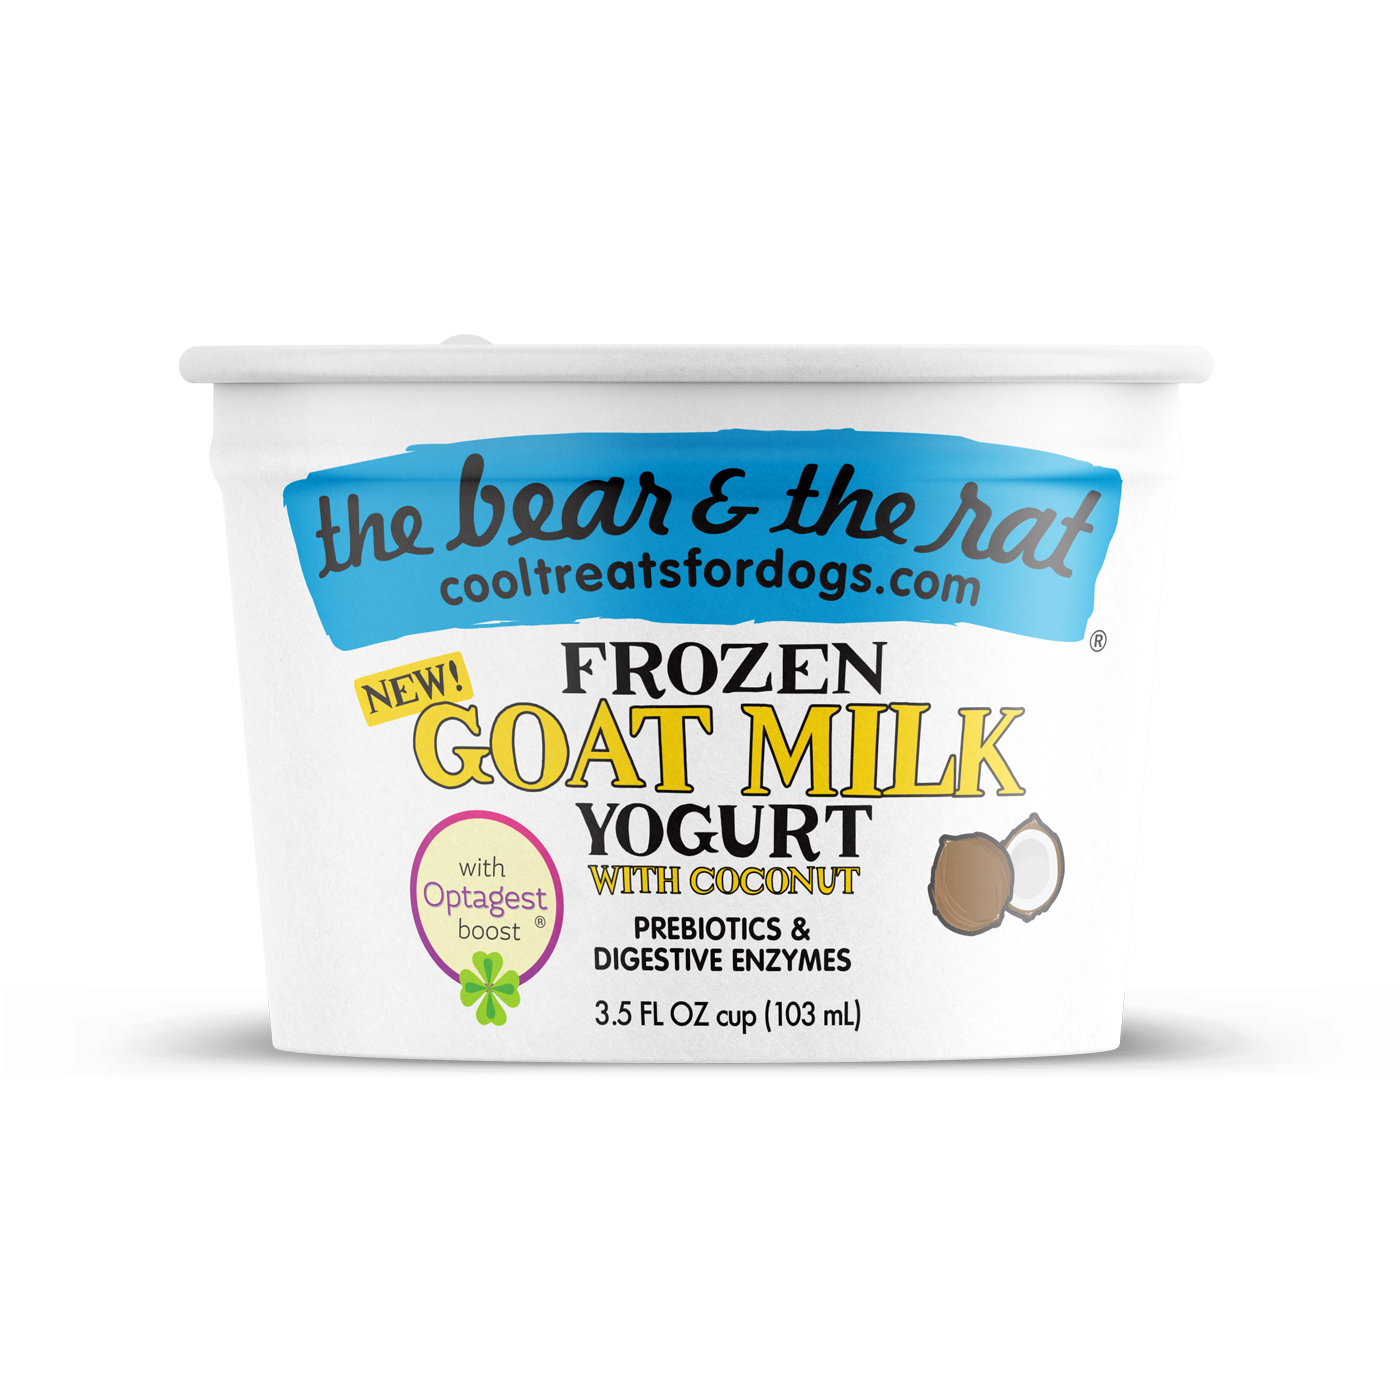 the bear & the rat
cooltreatsfordogs.com
®
NEW!
FROZEN
GOAT MILK
YOGURT
WITH COCONUT
with
Optagest
boost ®
PREBIOTICS &
DIGESTIVE ENZYMES
3.5 FL OZ cup (103 mL)